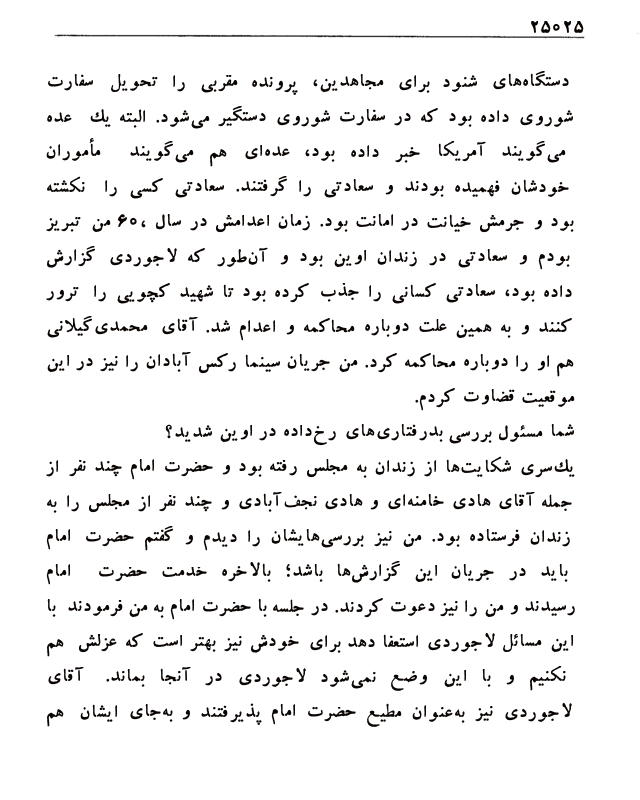 ۲۵۰۲۵
دستگاه‌های شنود برای مجاهدین، پرونده مقربی را تحویل سفارت
شوروی داده بود که در سفارت شوروی دستگیر می‌شود. البته یك عده
می‌گویند آمریکا خبر داده بود، عده‌ای هم می‌گویند مأموران
خودشان فهمیده بودند و سعادتی را گرفتند. سعادتی کسی را نکشته
بود و جرمش خیانت در امانت بود. زمان اعدامش در سال ۶۰، من تبریز
بودم و سعادتی در زندان اوین بود و آن‌طور که لاجوردی گزارش
داده بود، سعادتی کسانی را جذب کرده بود تا شهید کچویی را ترور
کنند و به همین علت دوباره محاکمه و اعدام شد. آقای محمدی‌گیلانی
هم او را دوباره محاکمه کرد. من جریان سینما رکس آبادان را نیز در این
موقعیت قضاوت کردم.
شما مسئول بررسی بدرفتاری‌های رخ‌داده در اوین شدید؟
یك‌سری شکایت‌ها از زندان به مجلس رفته بود و حضرت امام چند نفر از
جمله آقای هادی خامنه‌ای و هادی نجف‌آبادی و چند نفر از مجلس را به
زندان فرستاده بود. من نیز بررسی‌هایشان را دیدم و گفتم حضرت امام
باید در جریان این گزارش‌ها باشد؛ بالاخره خدمت حضرت امام
رسیدند و من را نیز دعوت کردند. در جلسه با حضرت امام به من فرمودند با
این مسائل لاجوردی استعفا دهد برای خودش نیز بهتر است که عزلش هم
نکنیم و با این وضع نمی‌شود لاجوردی در آنجا بماند. آقای
لاجوردی نیز به‌عنوان مطیع حضرت امام پذیرفتند و به‌جای ایشان هم